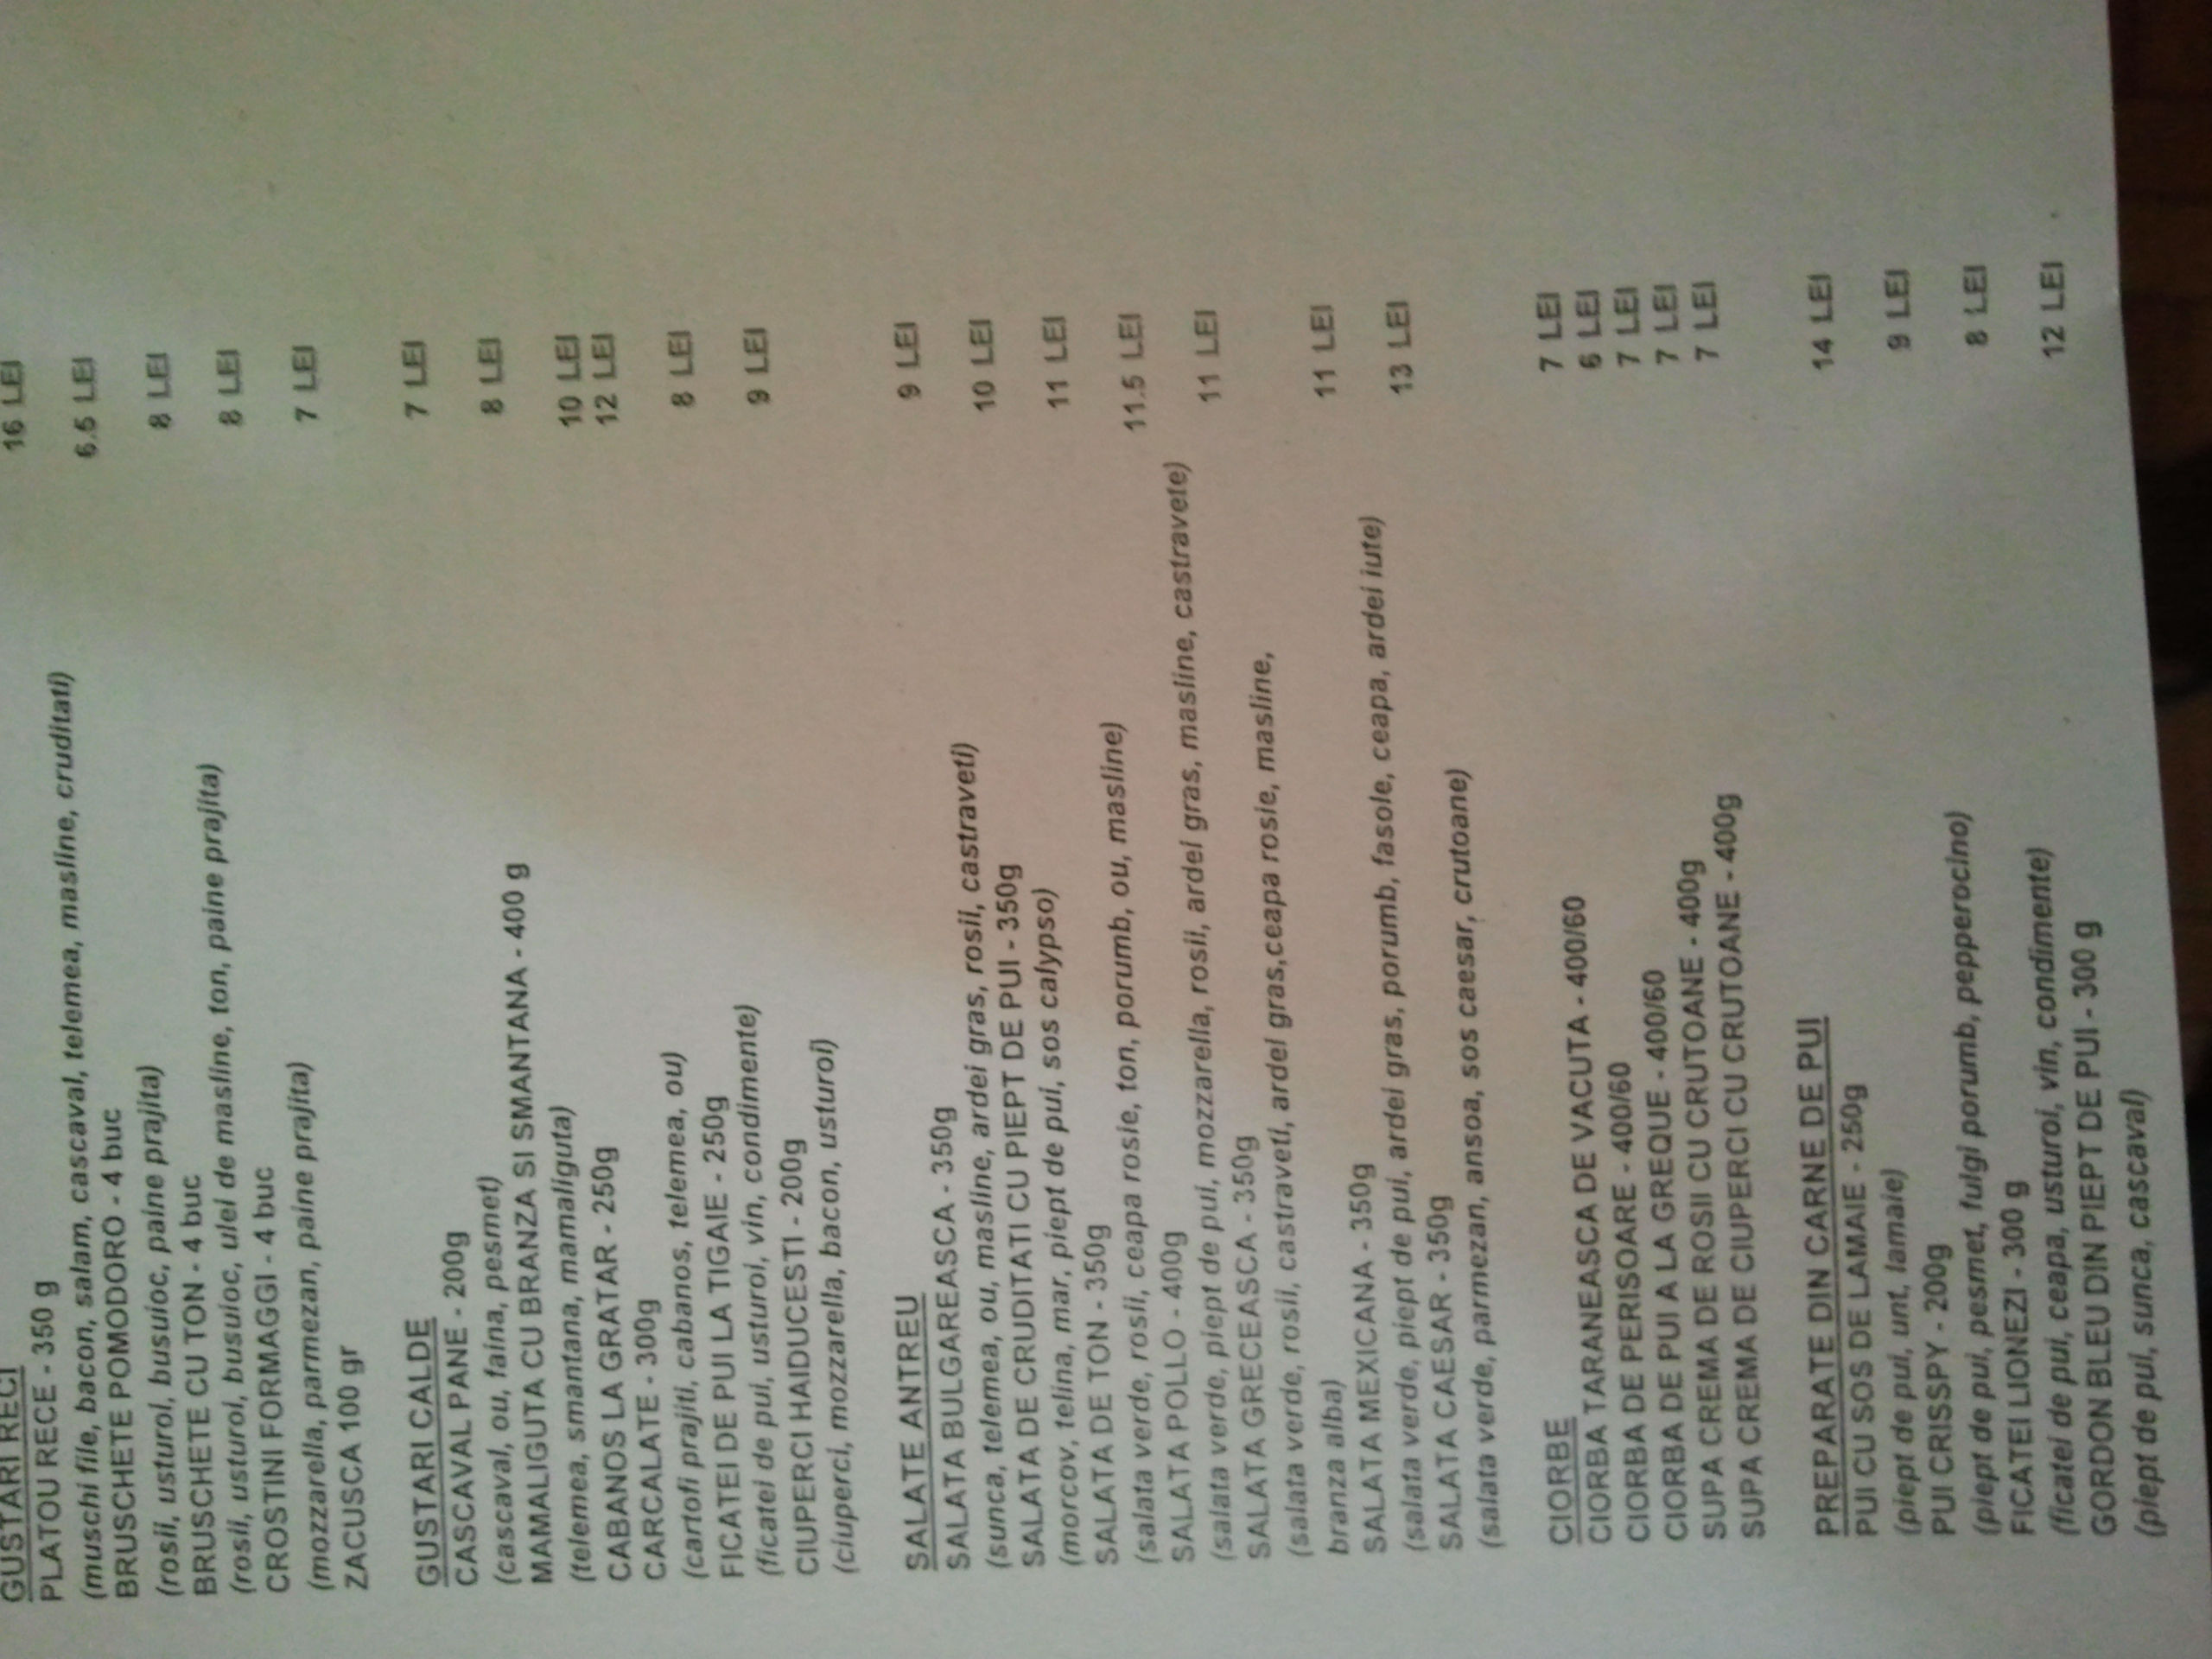 GUSTARI RECI
PLATOU RECE - 350 g 16 LEI
(muschi file, bacon, salam, cascaval, telemea, masline, cruditati)
BRUSCHETE POMODORO - 4 buc 6.5 LEI
(rosii, usturoi, busuioc, paine prajita)
BRUSCHETE CU TON - 4 buc 8 LEI
(rosii, usturoi, busuioc, ulei de masline, ton, paine prajita)
CROSTINI FORMAGGI - 4 buc 8 LEI
(mozzarella, parmezan, paine prajita)
ZACUSCA 100 gr 7 LEI
GUSTARI CALDE
CASCAVAL PANE - 200g 7 LEI
(cascaval, ou, faina, pesmet)
MAMALIGUTA CU BRANZA SI SMANTANA - 400 g 8 LEI
(telemea, smantana, mamaliguta)
CABANOS LA GRATAR - 250g 10 LEI
CARCALATE - 300g 12 LEI
(cartofi prajiti, cabanos, telemea, ou)
FICATEI DE PUI LA TIGAIE - 250g 8 LEI
(ficatei de pui, usturoi, vin, condimente)
CIUPERCI HAIDUCESTI - 200g 9 LEI
(ciuperci, mozzarella, bacon, usturoi)
SALATE ANTREU
SALATA BULGAREASCA - 350g 9 LEI
(sunca, telemea, ou, masline, ardei gras, rosii, castraveti)
SALATA DE CRUDITATI CU PIEPT DE PUI - 350g 10 LEI
(morcov, telina, mar, piept de pui, sos calypso)
SALATA DE TON - 350g 11 LEI
(salata verde, rosii, ceapa rosie, ton, porumb, ou, masline)
SALATA POLLO - 400g 11.5 LEI
(salata verde, piept de pui, mozzarella, rosii, ardei gras, masline, castravete)
SALATA GRECEASCA - 350g 11 LEI
(salata verde, rosii, castraveti, ardei gras,ceapa rosie, masline,
branza alba)
SALATA MEXICANA - 350g 11 LEI
(salata verde, piept de pui, ardei gras, porumb, fasole, ceapa, ardei iute)
SALATA CAESAR - 350g 13 LEI
(salata verde, parmezan, ansoa, sos caesar, crutoane)
CIORBE
CIORBA TARANEASCA DE VACUTA - 400/60 7 LEI
CIORBA DE PERISOARE - 400/60 6 LEI
CIORBA DE PUI A LA GREQUE - 400/60 7 LEI
SUPA CREMA DE ROSII CU CRUTOANE - 400g 7 LEI
SUPA CREMA DE CIUPERCI CU CRUTOANE - 400g 7 LEI
PREPARATE DIN CARNE DE PUI
PUI CU SOS DE LAMAIE - 250g 14 LEI
(piept de pui, unt, lamaie)
PUI CRISSPY - 200g 9 LEI
(piept de pui, pesmet, fulgi porumb, pepperocino)
FICATEI LIONEZI - 300 g 8 LEI
(ficatei de pui, ceapa, usturoi, vin, condimente)
GORDON BLEU DIN PIEPT DE PUI - 300 g 12 LEI
(piept de pui, sunca, cascaval)